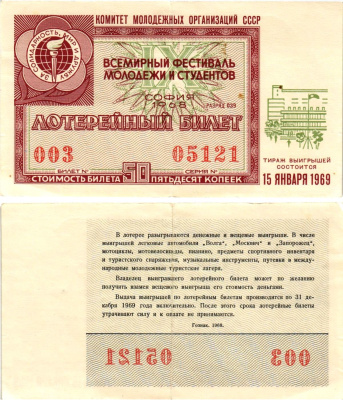 КОМИТЕТ МОЛОДЕЖНЫХ ОРГАНИЗАЦИЙ СССР
ЗА СОЛИДАРНОСТЬ, МИР И ДРУЖБУ
IX
ВСЕМИРНЫЙ ФЕСТИВАЛЬ
МОЛОДЕЖИ И СТУДЕНТОВ
СОФИЯ
1968
РАЗРЯД 039
ЛОТЕРЕЙНЫЙ БИЛЕТ
003 05121
БИЛЕТ № СЕРИЯ №
СТОИМОСТЬ БИЛЕТА 50 ПЯТЬДЕСЯТ КОПЕЕК
ТИРАЖ ВЫИГРЫШЕЙ
СОСТОИТСЯ
15 ЯНВАРЯ 1969
В лотерее разыгрываются денежные и вещевые выигрыши. В числе
выигрышей легковые автомобили „Волга“, „Москвич“ и „Запорожец“,
мотоциклы, мотовелосипеды, пианино, предметы спортивного инвентаря
и туристского снаряжения, музыкальные инструменты, путевки в между-
народные молодежные туристские лагеря.
Владелец выигравшего лотерейного билета может по желанию
получить взамен вещевого выигрыша его стоимость деньгами.
Выдача выигрышей по лотерейным билетам производится по 31 де-
кабря 1969 года включительно. После этого срока лотерейные билеты
утрачивают силу и к оплате не принимаются.
Гознак. 1968.
05121 003